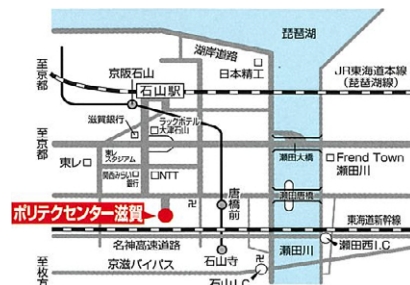 琵琶湖
湖岸道路
至京都
京阪石山
日本精工
JR東海道本線
(琵琶湖線)
石山駅
滋賀銀行
ラックホテル
大津石山
至京都
東レ
スタジアム
瀬田大橋
Frend Town
瀬田川
東レ
関西みらい
銀行
NTT
唐橋前
瀬田唐橋
ポリテクセンター滋賀
卍
東海道新幹線
名神高速道路
瀬田川
卍
瀬田西I.C
石山寺
京滋バイパス
石山I.C
至枚方